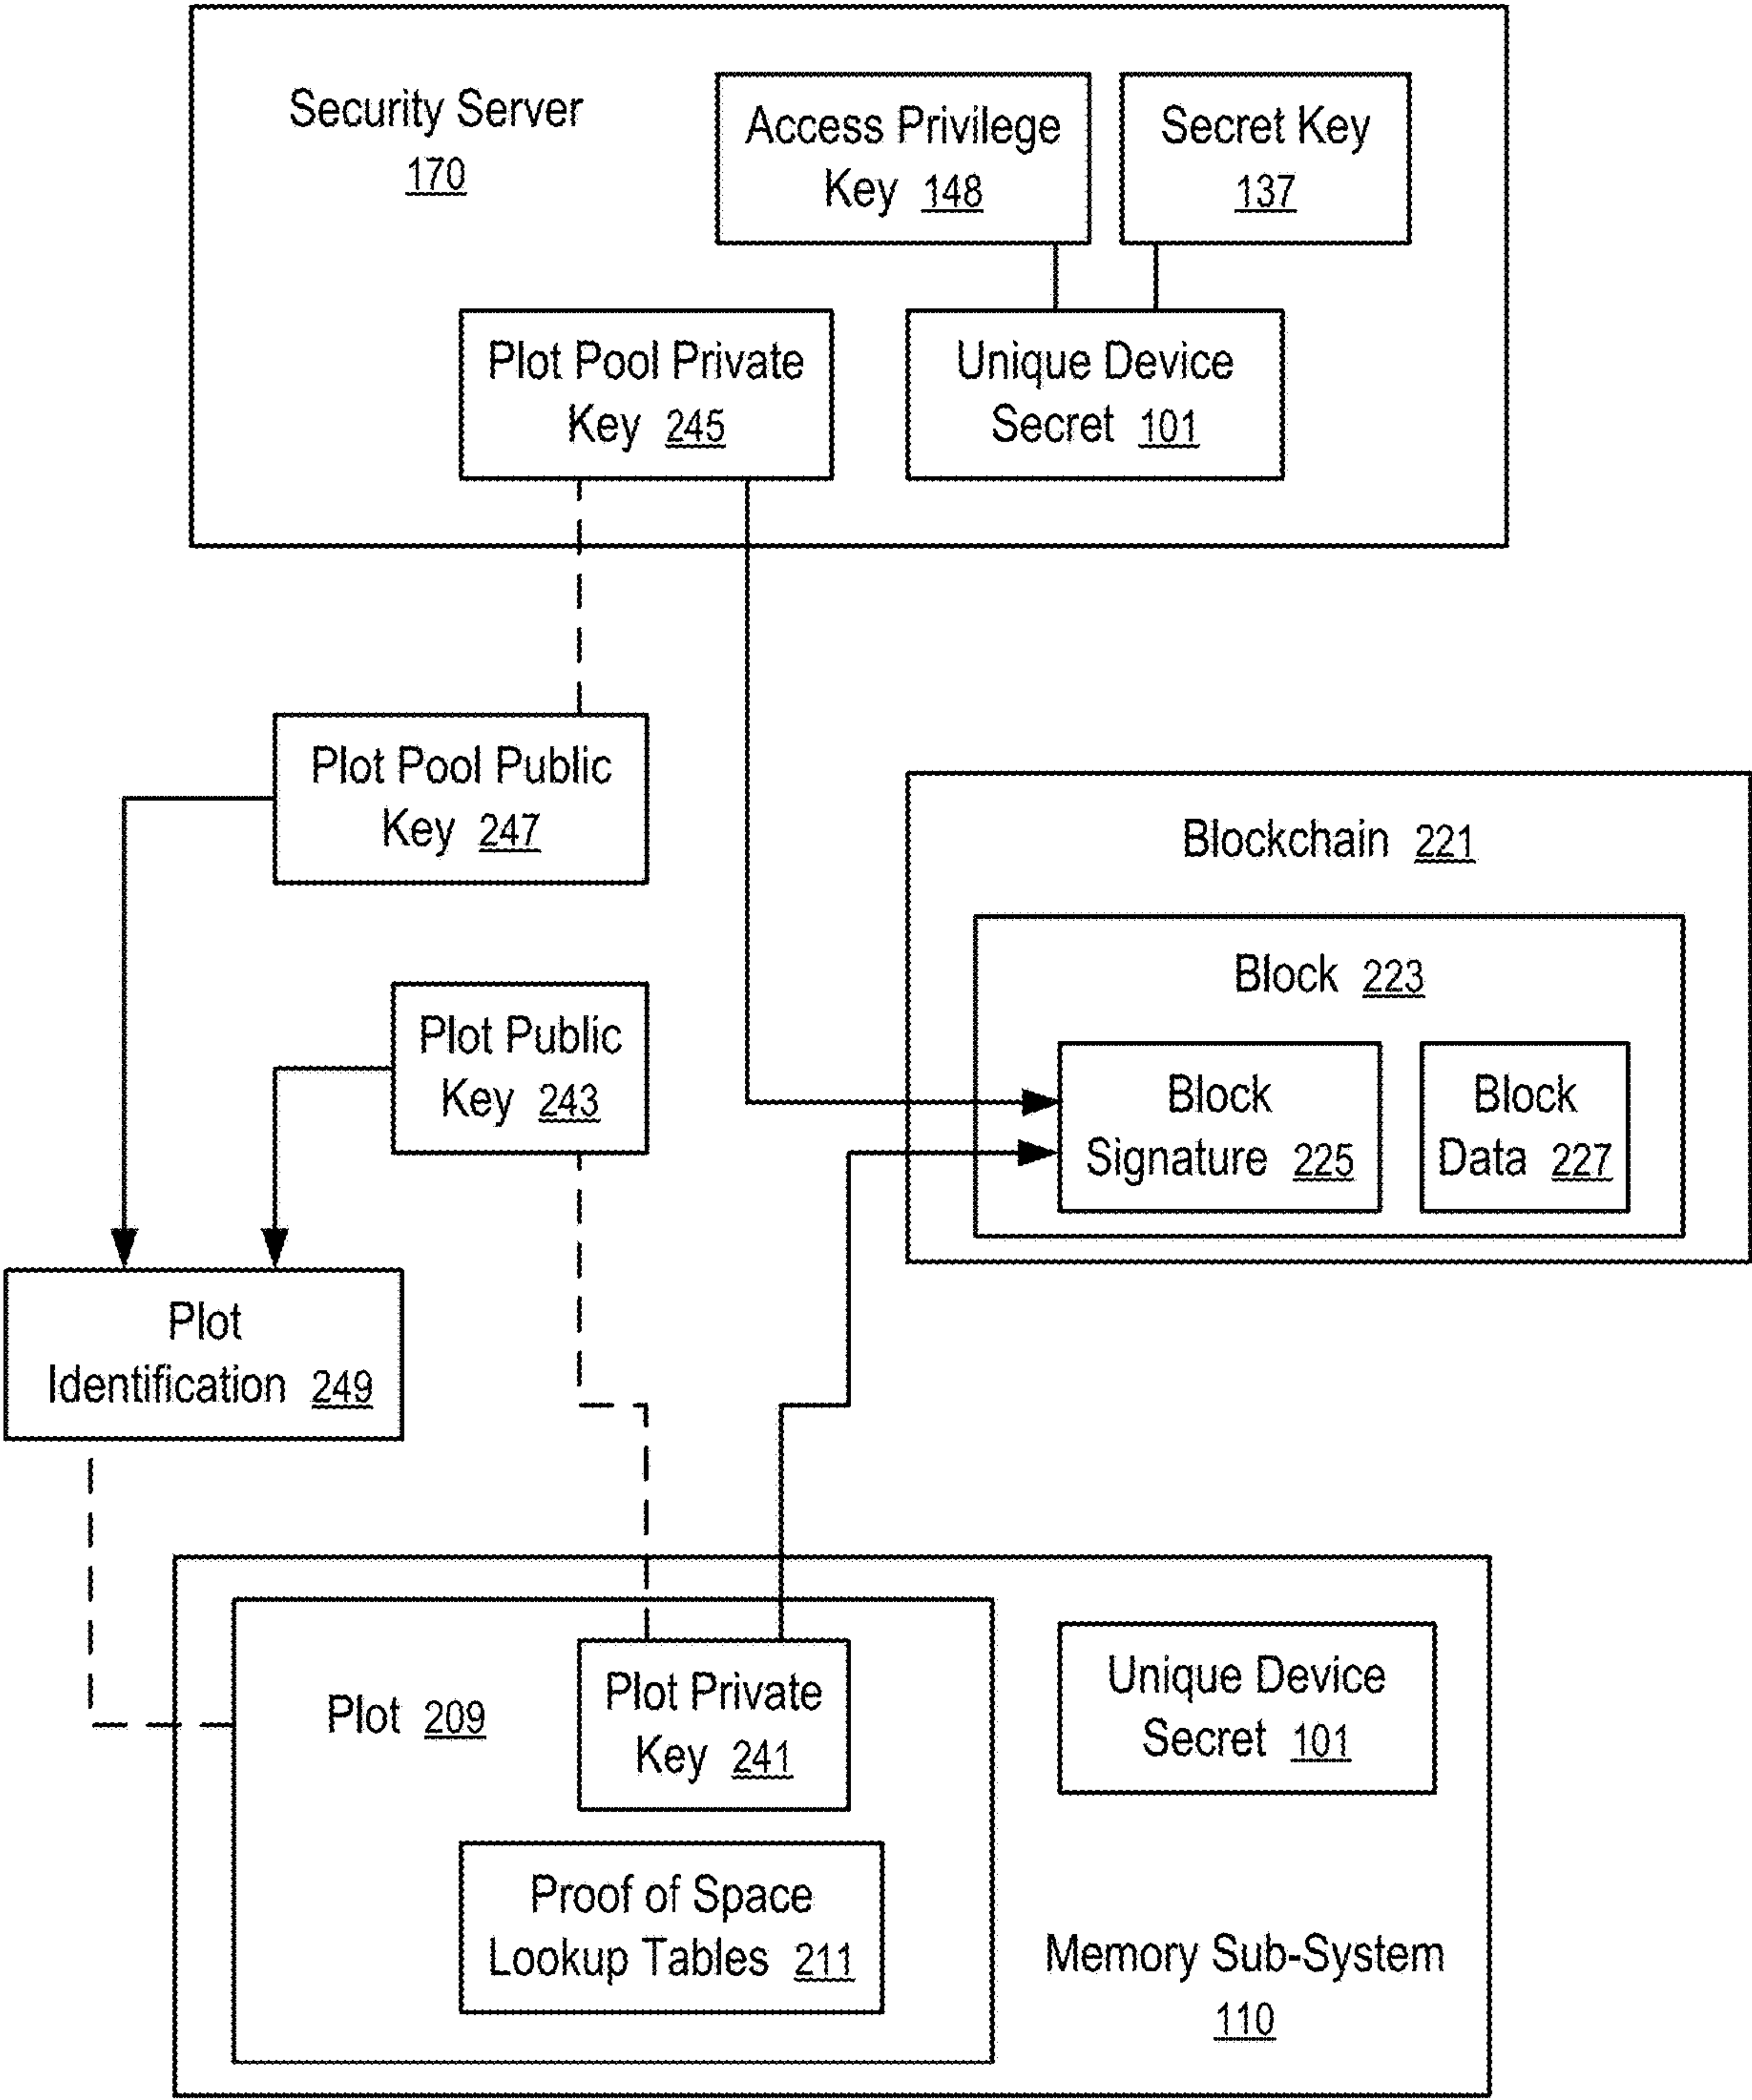 Security Server
170
Access Privilege
Key 148
Secret Key
137
Plot Pool Private
Key 245
Unique Device
Secret 101
Plot Pool Public
Key 247
Blockchain 221
Block 223
Plot Public
Key 243
Block
Signature 225
Block
Data 227
Plot
Identification 249
Plot 209
Plot Private
Key 241
Unique Device
Secret 101
Proof of Space
Lookup Tables 211
Memory Sub-System
110